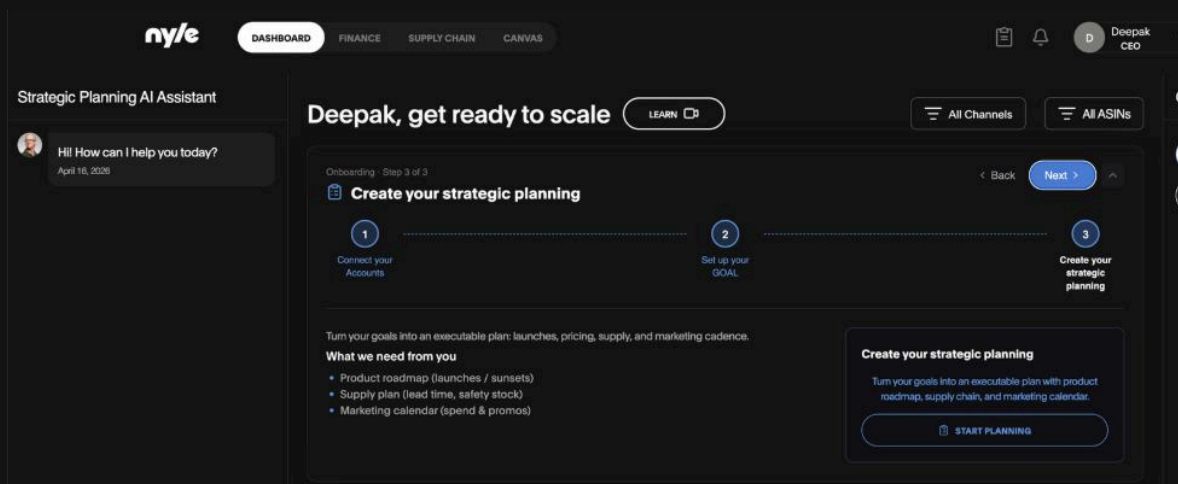 nyle
DASHBOARD
FINANCE
SUPPLY CHAIN
CANVAS
D
Deepak
CEO
Strategic Planning AI Assistant
Hi! How can I help you today?
April 16, 2026
Deepak, get ready to scale
LEARN
All Channels
All ASINs
Onboarding · Step 3 of 3
Create your strategic planning
< Back
Next >
1
2
3
Connect your
Accounts
Set up your
GOAL
Create your
strategic
planning
Turn your goals into an executable plan: launches, pricing, supply, and marketing cadence.
What we need from you
• Product roadmap (launches / sunsets)
• Supply plan (lead time, safety stock)
• Marketing calendar (spend & promos)
Create your strategic planning
Turn your goals into an executable plan with product
roadmap, supply chain, and marketing calendar.
START PLANNING